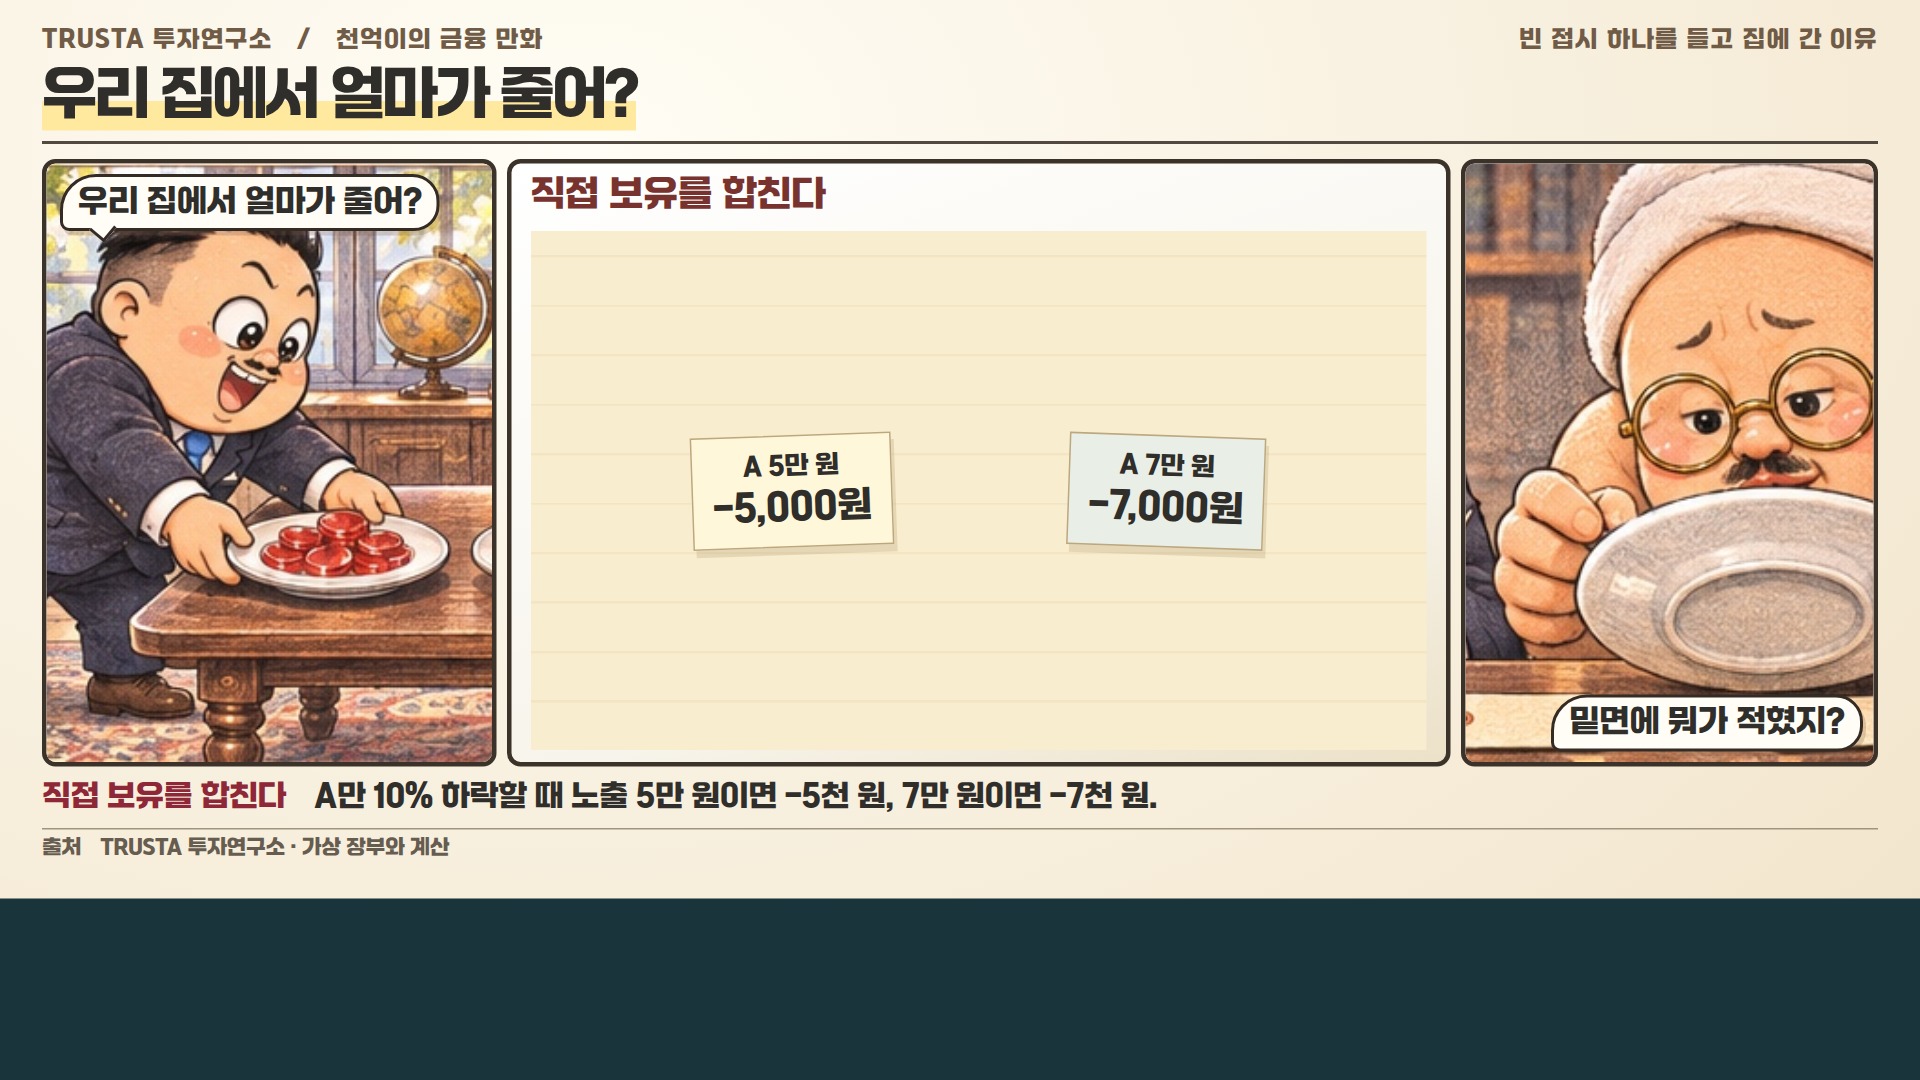 TRUSTA 투자연구소 / 천억이의 금융 만화
빈 접시 하나를 들고 집에 간 이유
우리 집에서 얼마가 줄어?
우리 집에서 얼마가 줄어?
직접 보유를 합친다
A 5만 원
−5,000원
A 7만 원
−7,000원
밑면에 뭐가 적혔지?
직접 보유를 합친다 A만 10% 하락할 때 노출 5만 원이면 −5천 원, 7만 원이면 −7천 원.
출처 TRUSTA 투자연구소 · 가상 장부와 계산